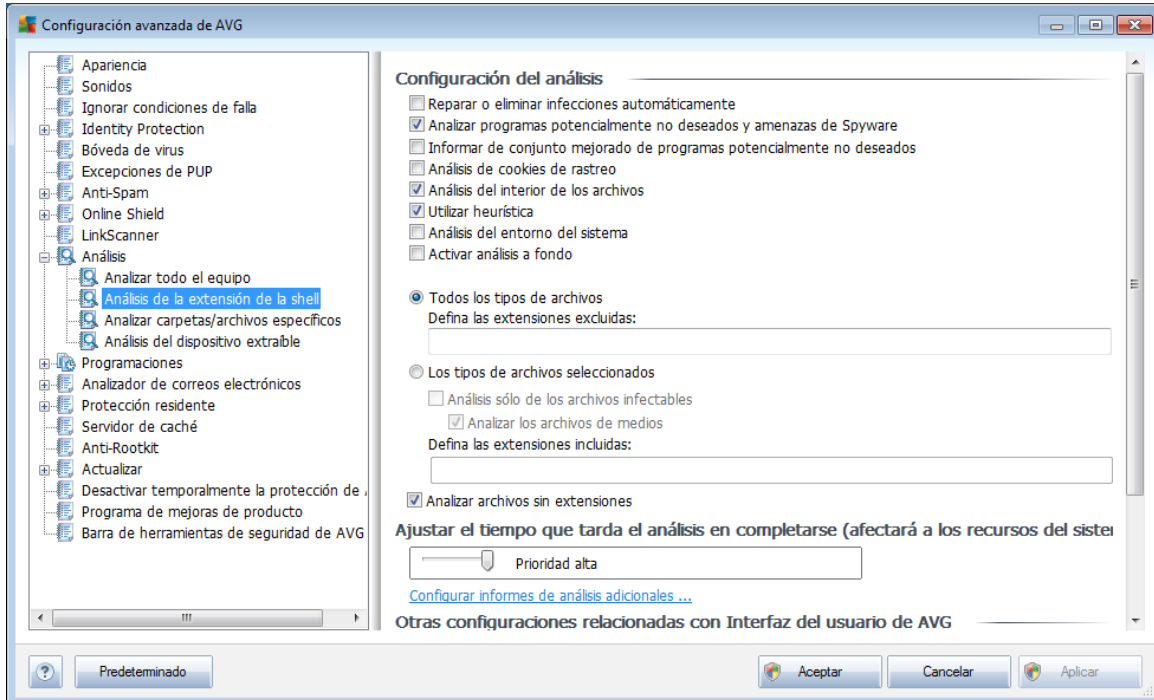 Configuración avanzada de AVG
Apariencia
Sonidos
Ignorar condiciones de falla
Identity Protection
Bóveda de virus
Excepciones de PUP
Anti-Spam
Online Shield
LinkScanner
Análisis
Analizar todo el equipo
Análisis de la extensión de la shell
Analizar carpetas/archivos específicos
Análisis del dispositivo extraíble
Programaciones
Analizador de correos electrónicos
Protección residente
Servidor de caché
Anti-Rootkit
Actualizar
Desactivar temporalmente la protección de
Programa de mejoras de producto
Barra de herramientas de seguridad de AVG
Configuración del análisis
Reparar o eliminar infecciones automáticamente
Analizar programas potencialmente no deseados y amenazas de Spyware
Informar de conjunto mejorado de programas potencialmente no deseados
Análisis de cookies de rastreo
Análisis del interior de los archivos
Utilizar heurística
Análisis del entorno del sistema
Activar análisis a fondo
Todos los tipos de archivos
Defina las extensiones excluidas:
Los tipos de archivos seleccionados
Análisis sólo de los archivos infectables
Analizar los archivos de medios
Defina las extensiones incluidas:
Analizar archivos sin extensiones
Ajustar el tiempo que tarda el análisis en completarse (afectará a los recursos del
Prioridad alta
Configurar informes de análisis adicionales ...
Otras configuraciones relacionadas con Interfaz del usuario de AVG
? Predeterminado Aceptar Cancelar Aplicar